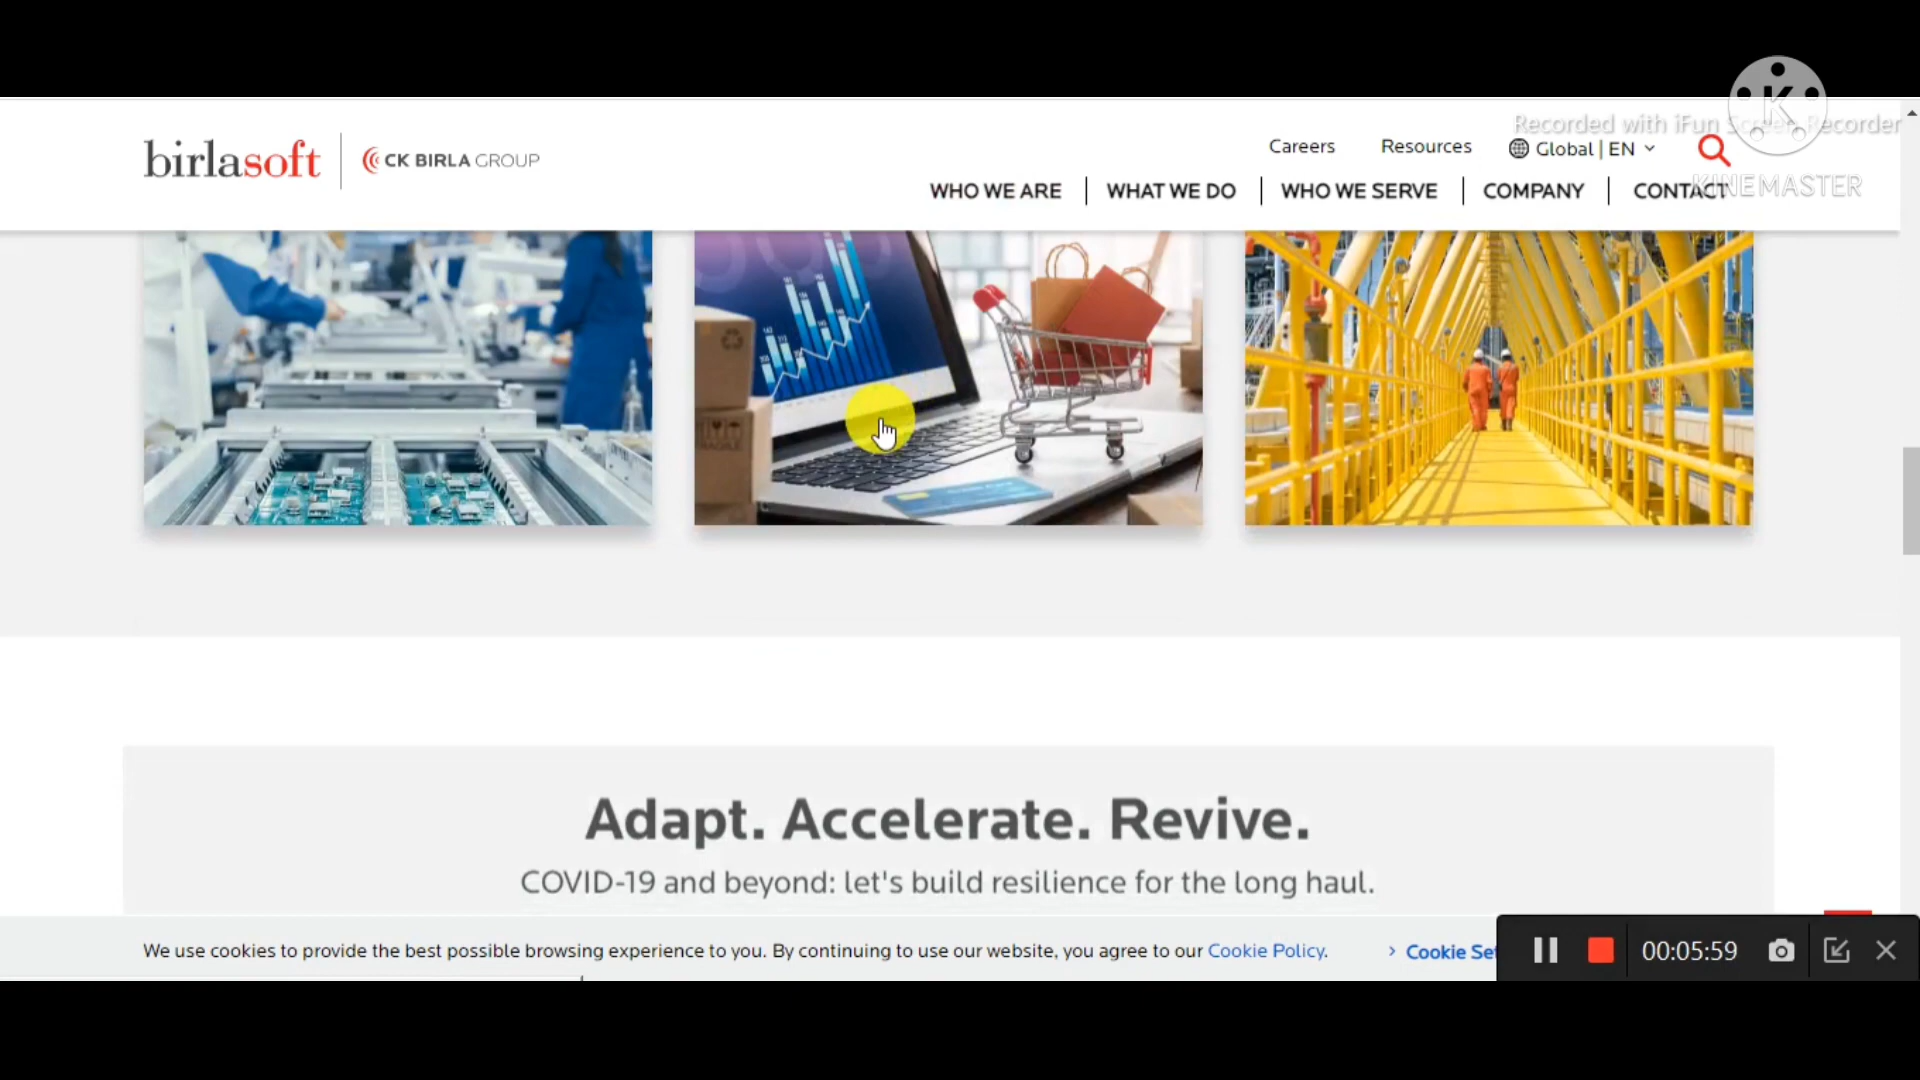 Recorded with iFun Screen Recorder
KINEMASTER
birlasoft
CK BIRLA GROUP
Careers
Resources
Global | EN
WHO WE ARE
WHAT WE DO
WHO WE SERVE
COMPANY
CONTACT
Adapt. Accelerate. Revive.
COVID-19 and beyond: let's build resilience for the long haul.
We use cookies to provide the best possible browsing experience to you. By continuing to use our website, you agree to our Cookie Policy.
Cookie Set
00:05:59